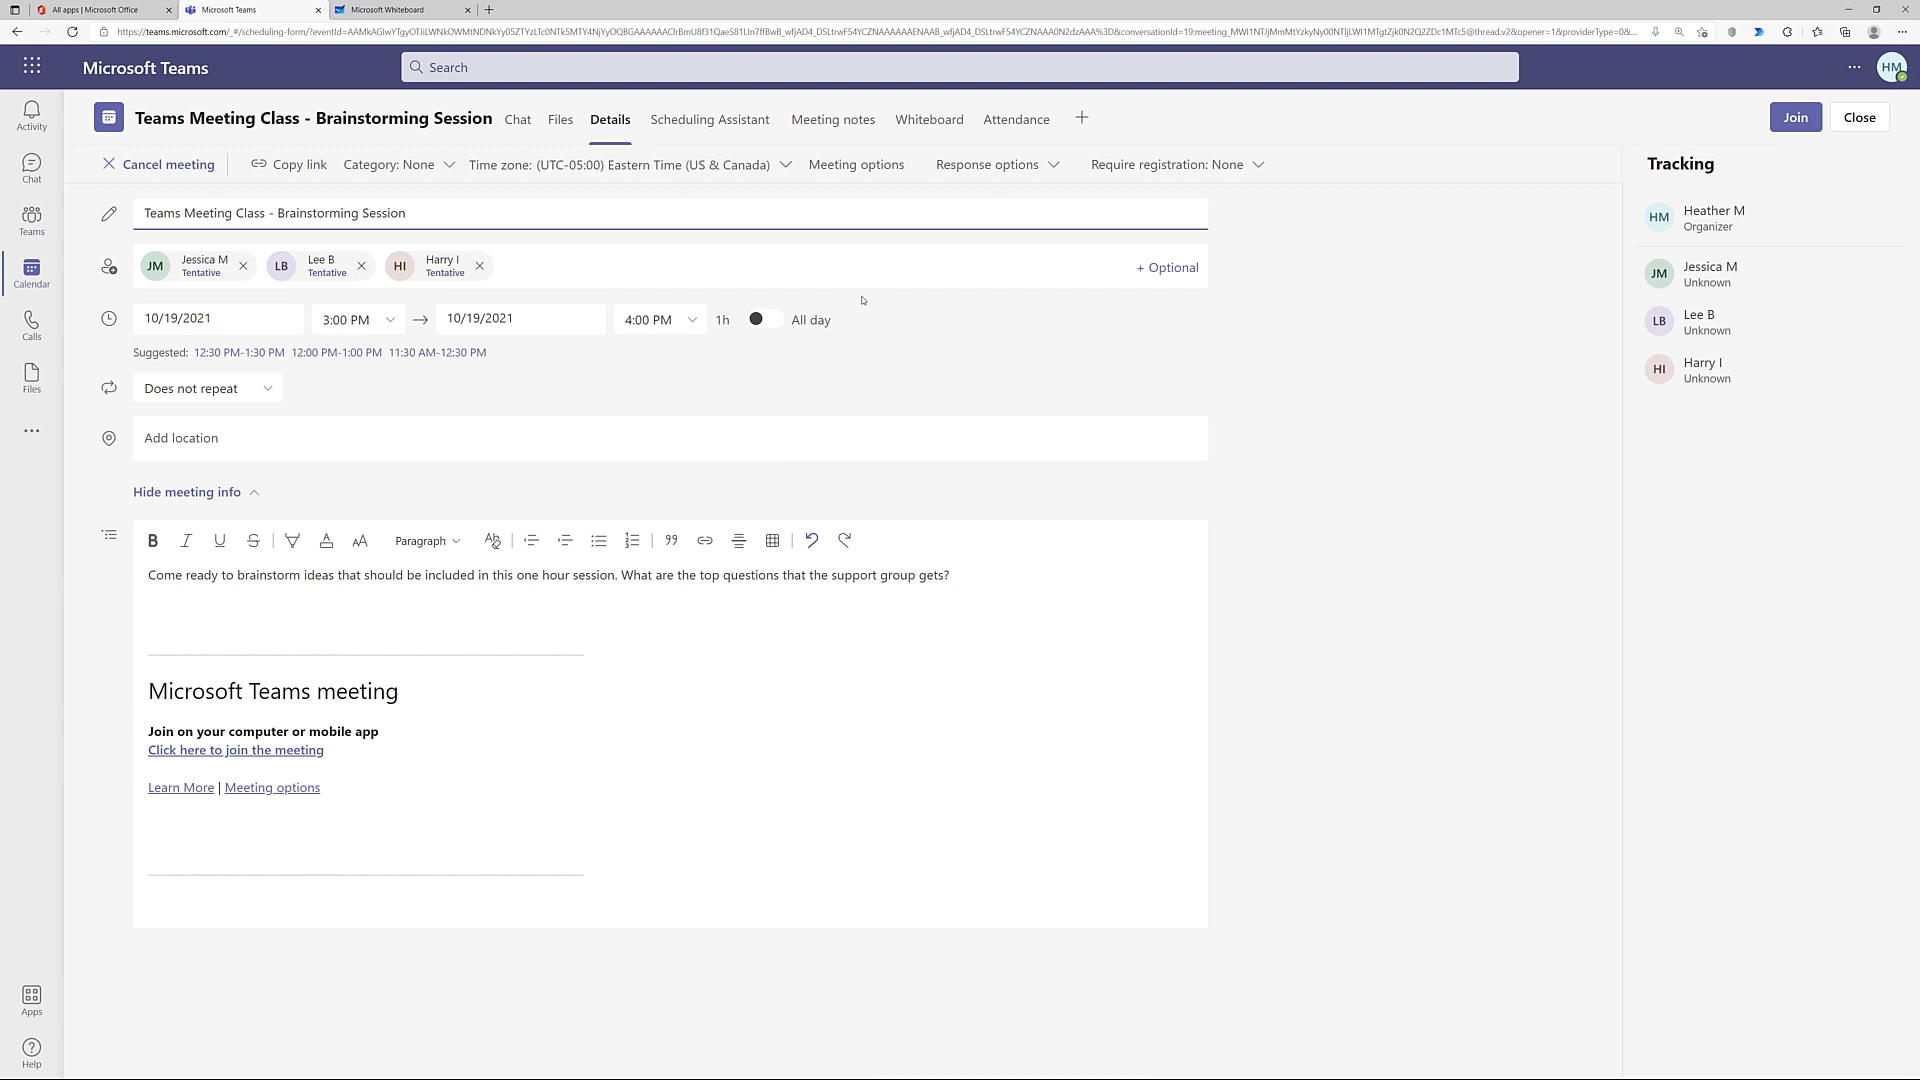 All apps | Microsoft Office
Microsoft Teams
Microsoft Whiteboard
Microsoft Teams
Search
HM
Activity
Chat
Teams
Calendar
Calls
Files
Apps
Help
Teams Meeting Class - Brainstorming Session
Chat Files Details Scheduling Assistant Meeting notes Whiteboard Attendance
Join
Close
Cancel meeting
Copy link
Category: None
Time zone: (UTC-05:00) Eastern Time (US & Canada)
Meeting options
Response options
Require registration: None
Teams Meeting Class - Brainstorming Session
JM Jessica M
Tentative
LB Lee B
Tentative
HI Harry I
Tentative
+ Optional
10/19/2021 3:00 PM → 10/19/2021 4:00 PM 1h All day
Suggested: 12:30 PM-1:30 PM 12:00 PM-1:00 PM 11:30 AM-12:30 PM
Does not repeat
Add location
Hide meeting info
B I U S A AA Paragraph
Come ready to brainstorm ideas that should be included in this one hour session. What are the top questions that the support group gets?
Microsoft Teams meeting
Join on your computer or mobile app
Click here to join the meeting
Learn More | Meeting options
Tracking
HM Heather M
Organizer
JM Jessica M
Unknown
LB Lee B
Unknown
HI Harry I
Unknown